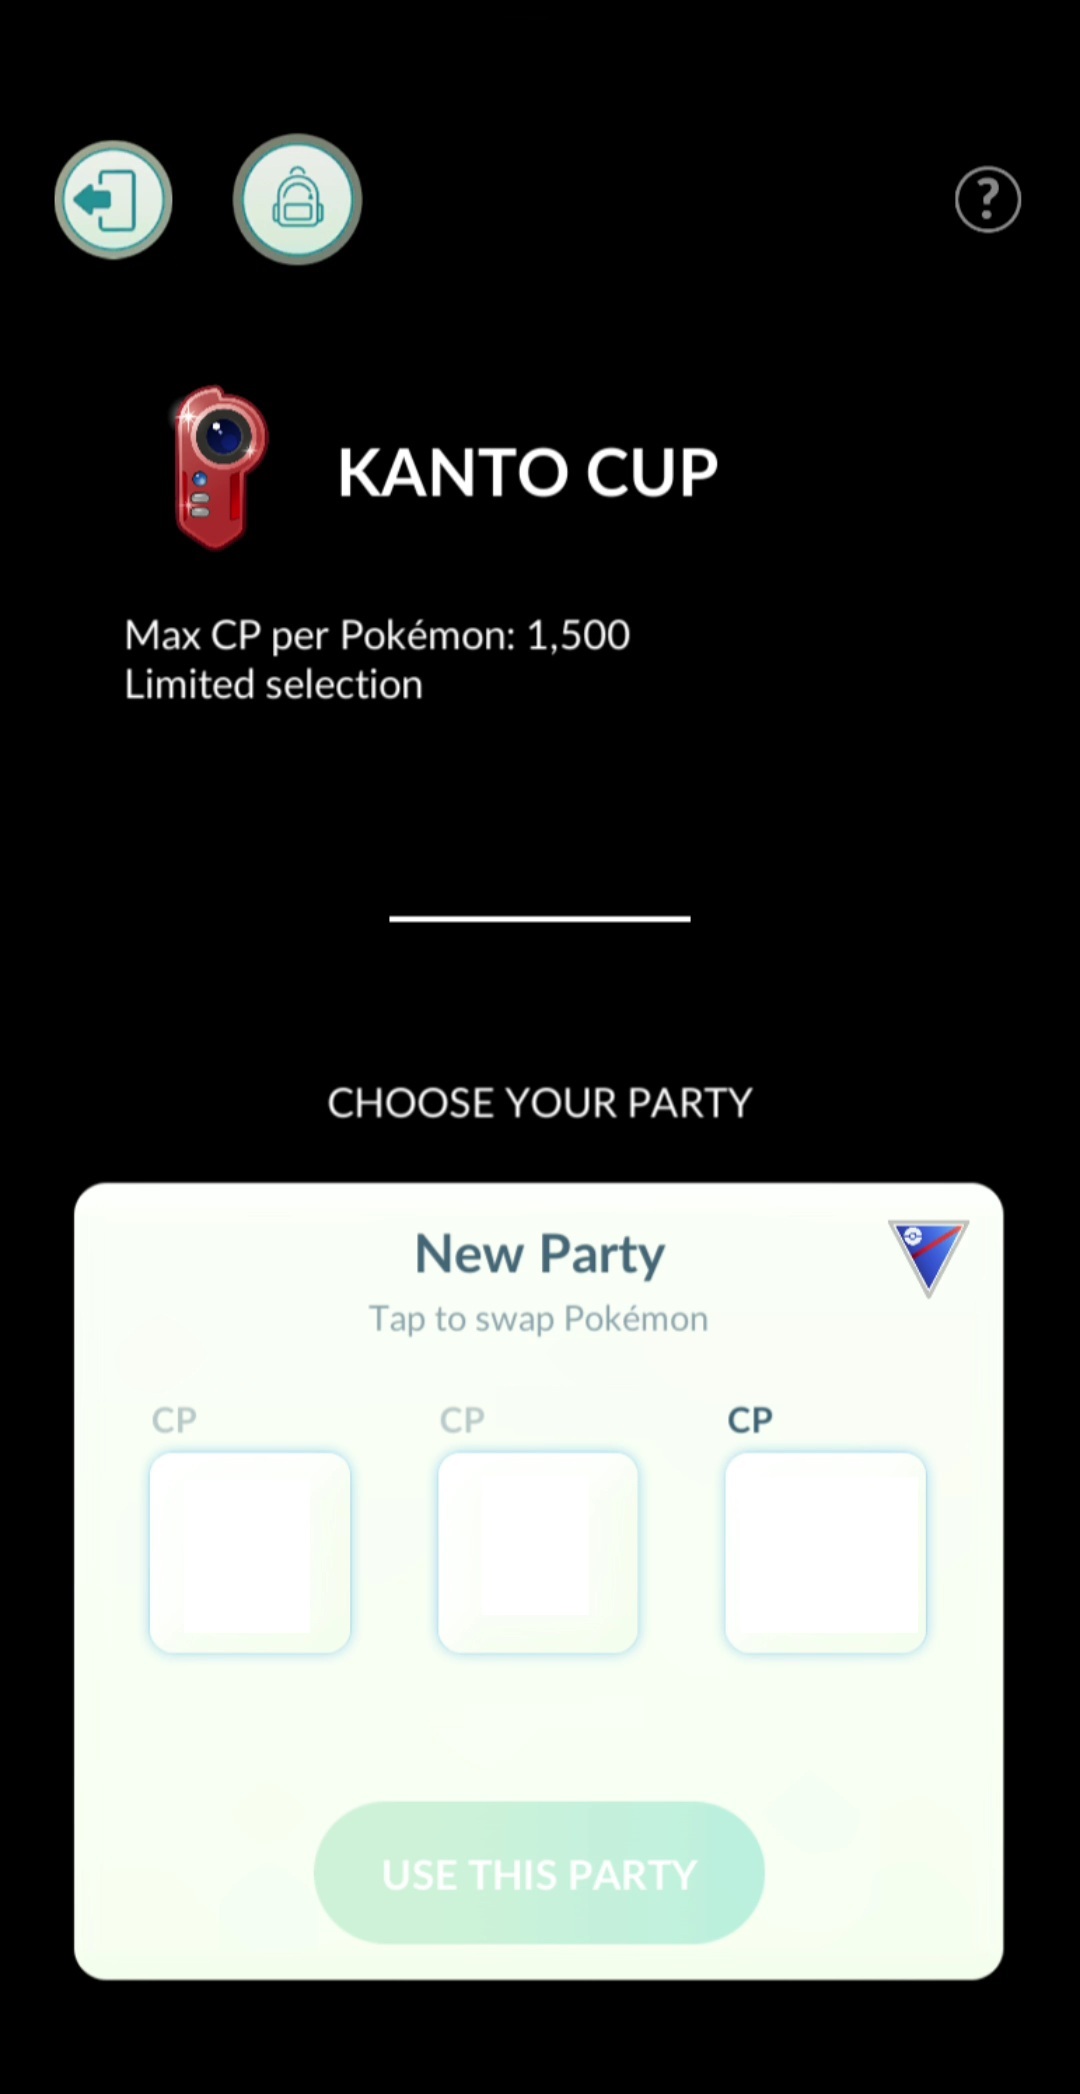 ?
KANTO CUP
Max CP per Pokémon: 1,500
Limited selection
CHOOSE YOUR PARTY
New Party
Tap to swap Pokémon
CP CP CP
USE THIS PARTY